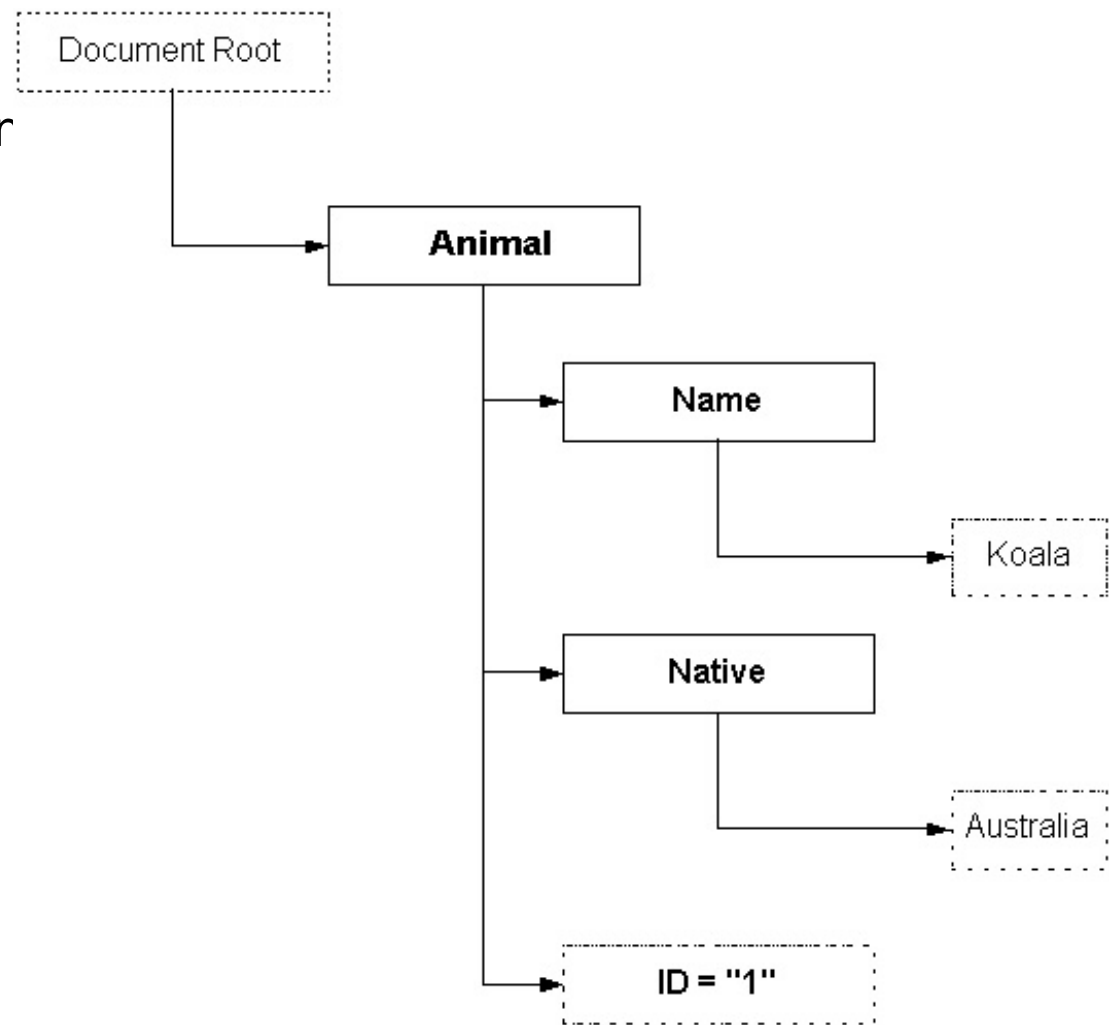 Document Root
r
Animal
Name
Koala
Native
Australia
ID = "1"